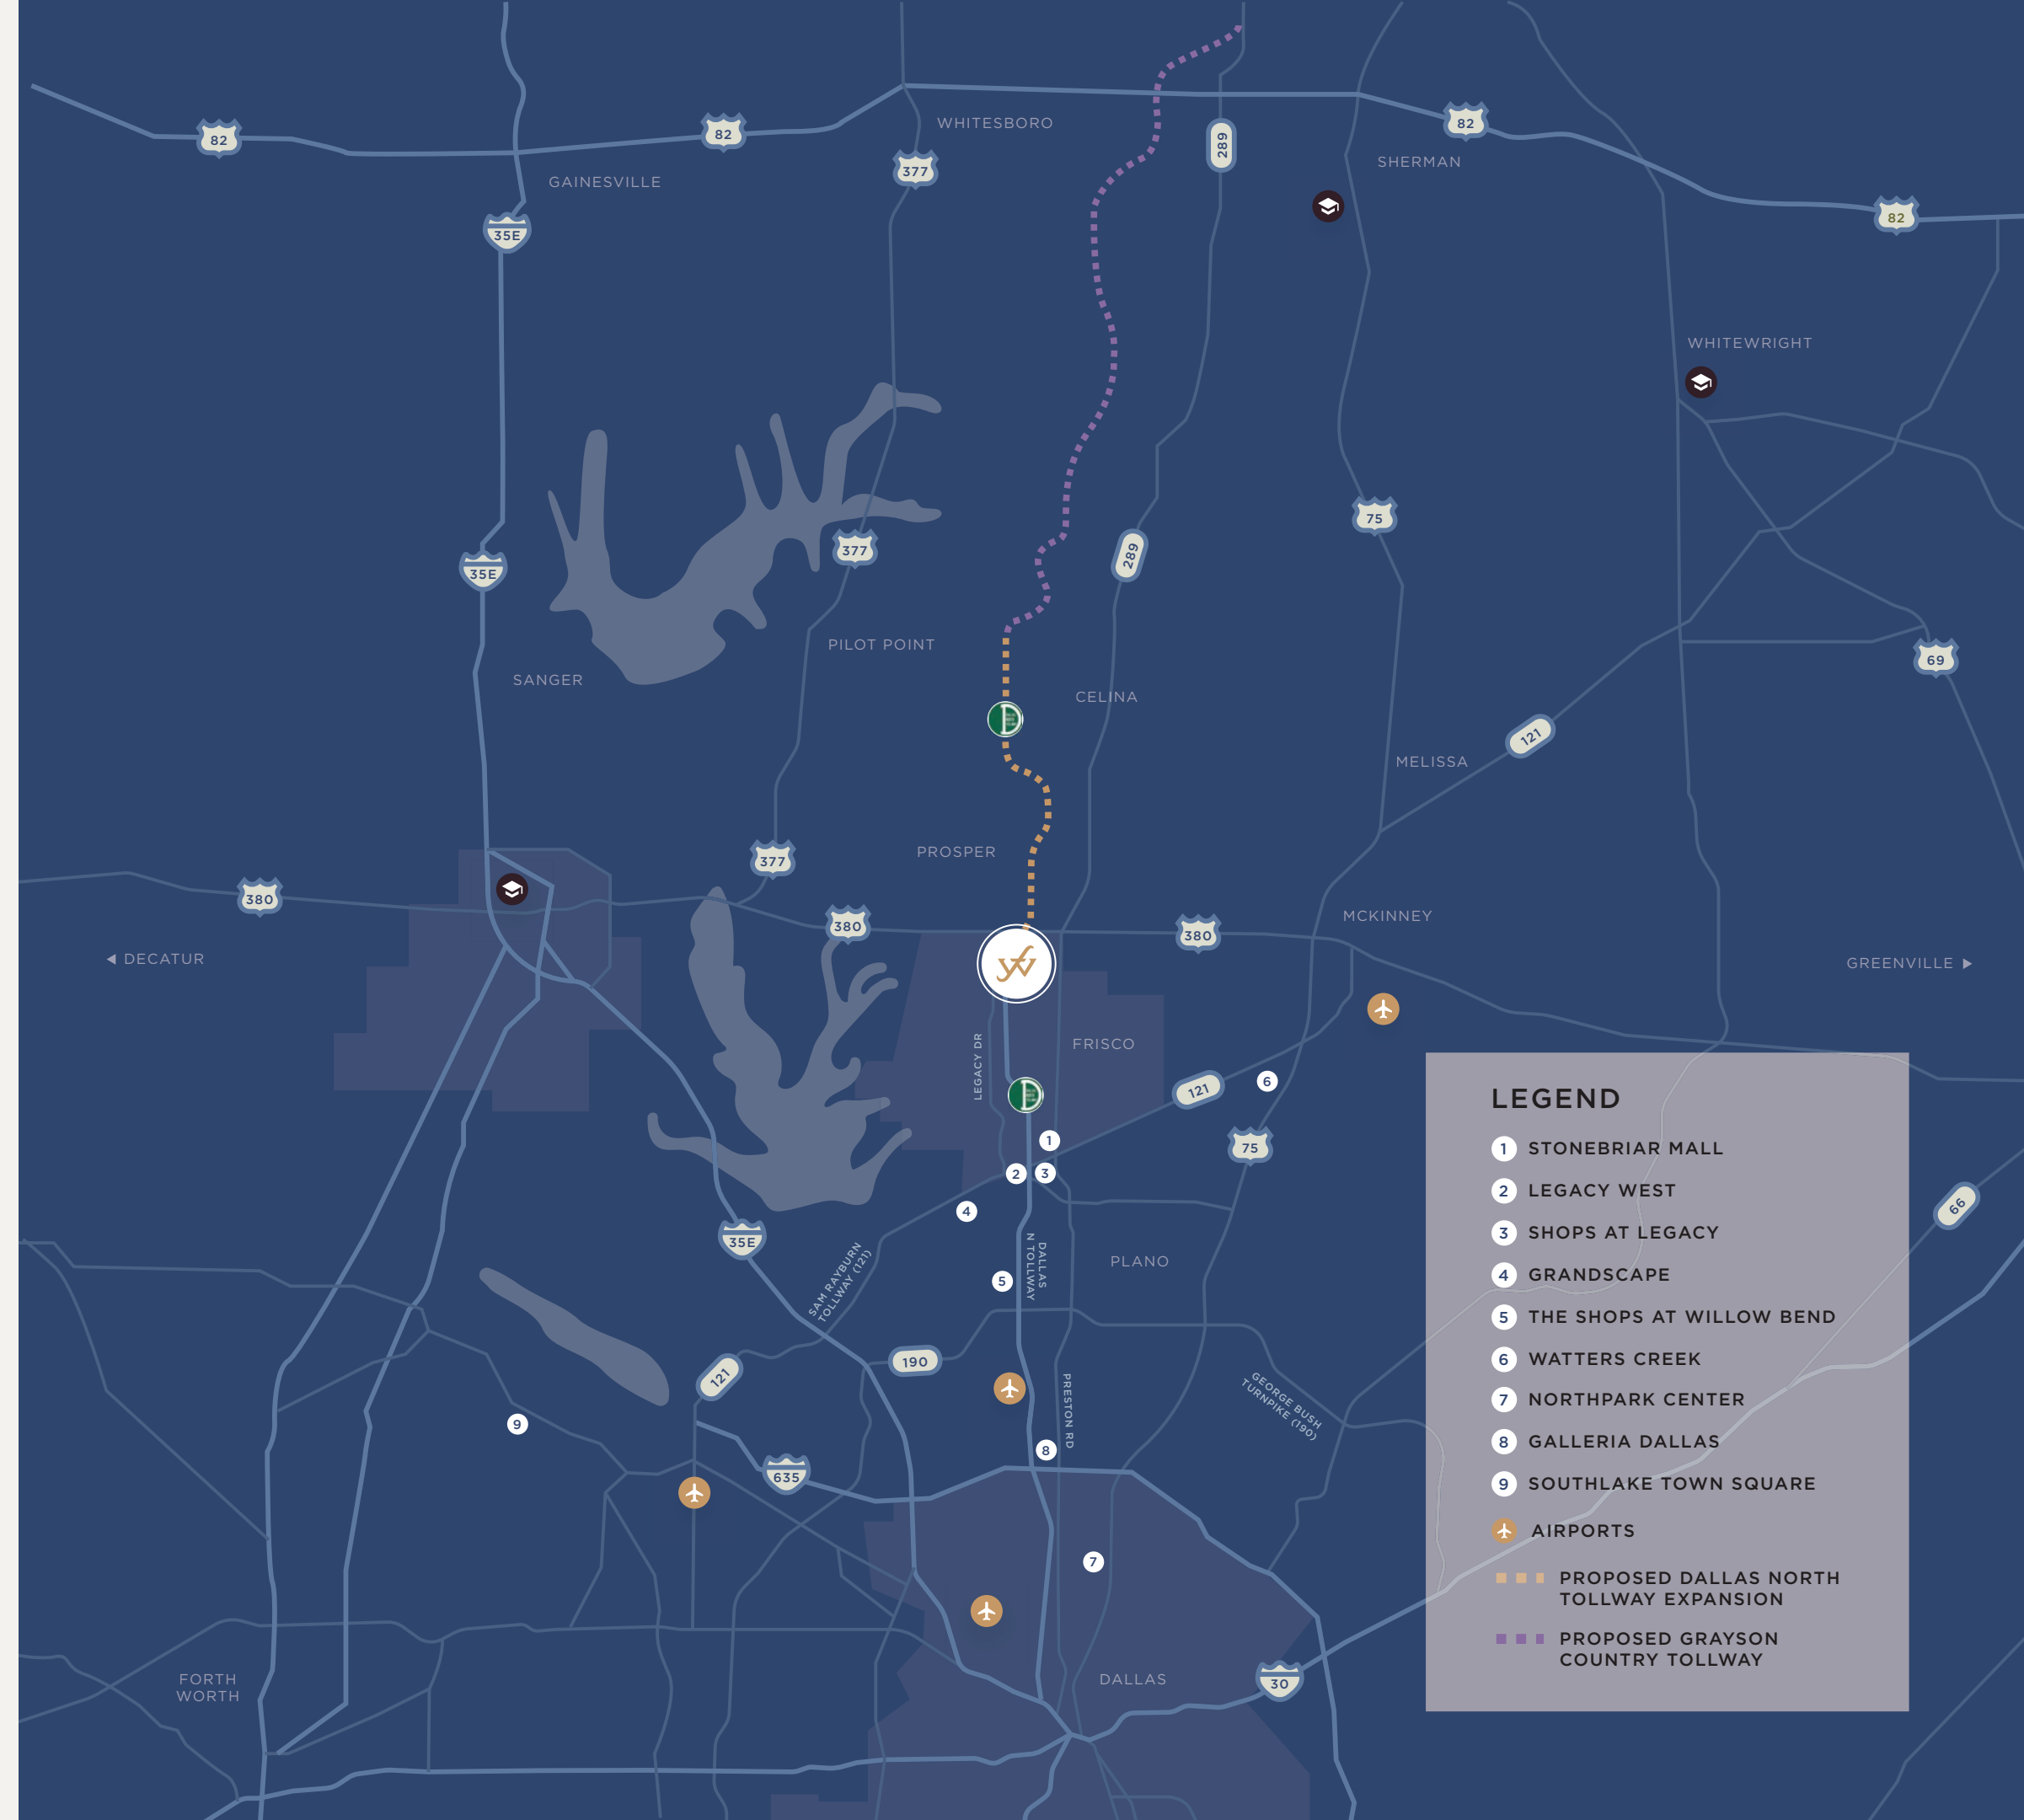 82
82
WHITESBORO
377
289
82
SHERMAN
GAINESVILLE
35E
82
WHITEWRIGHT
75
377
289
35E
PILOT POINT
69
SANGER
CELINA
121
MELISSA
PROSPER
377
380
380
380
MCKINNEY
DECATUR
yfv
GREENVILLE
LEGACY DR
FRISCO
121
6
75
1
2
3
4
35E
66
SAM RAYBURN
TOLLWAY (121)
DALLAS
N TOLLWAY
PLANO
5
190
121
PRESTON RD
GEORGE BUSH
TURNPIKE (190)
9
8
635
7
FORTH
WORTH
DALLAS
30
LEGEND
1 STONEBRIAR MALL
2 LEGACY WEST
3 SHOPS AT LEGACY
4 GRANDSCAPE
5 THE SHOPS AT WILLOW BEND
6 WATTERS CREEK
7 NORTHPARK CENTER
8 GALLERIA DALLAS
9 SOUTHLAKE TOWN SQUARE
AIRPORTS
PROPOSED DALLAS NORTH
TOLLWAY EXPANSION
PROPOSED GRAYSON
COUNTRY TOLLWAY